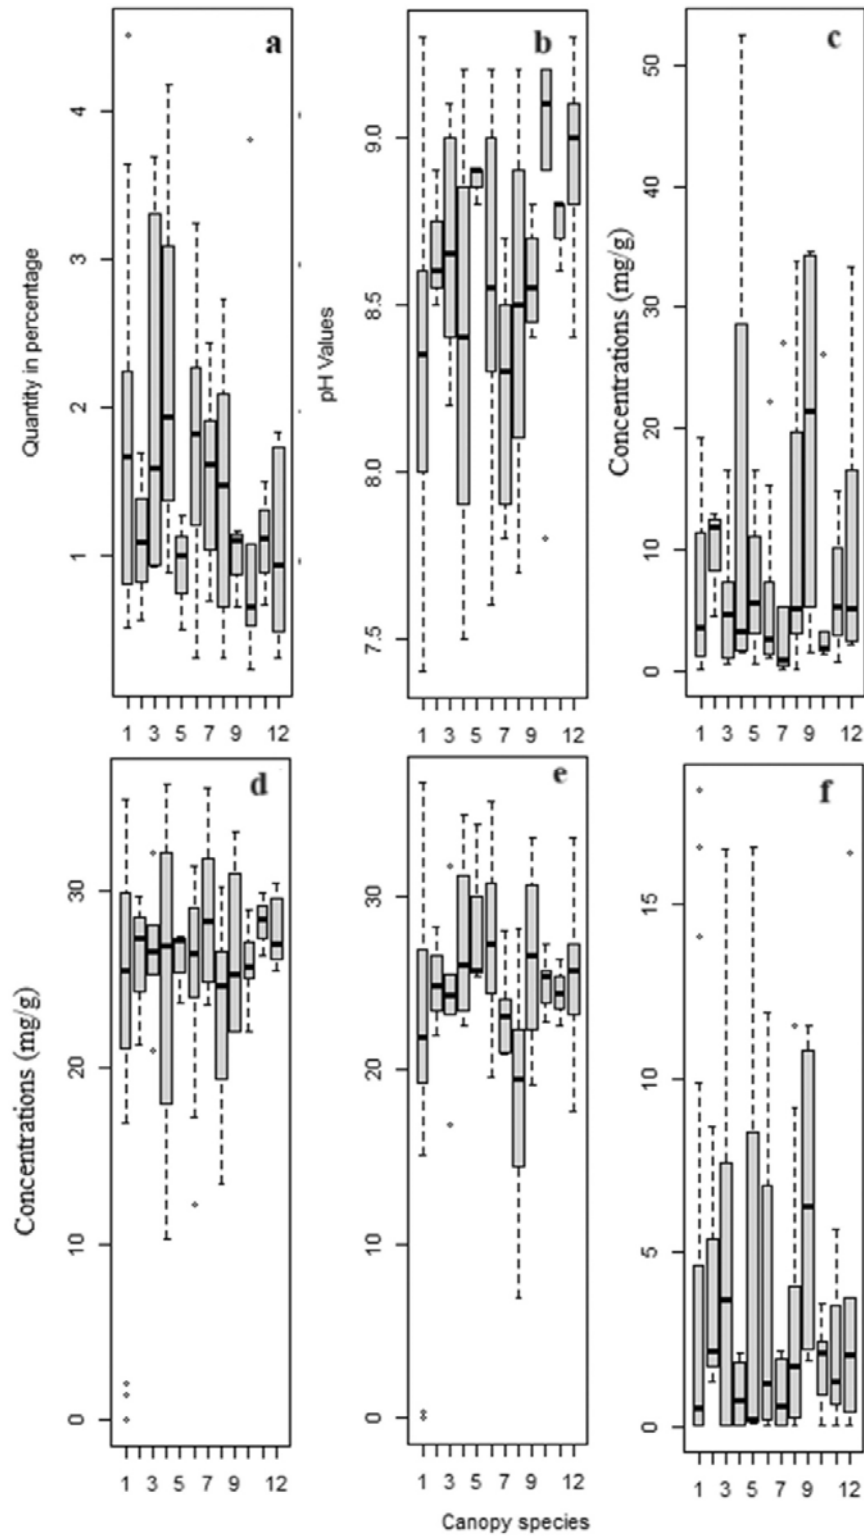 a
b
c
Quantity in percentage
1
2
3
4
1 3 5 7 9 12
pH Values
7.5
8.0
8.5
9.0
1 3 5 7 9 12
Concentrations (mg/g)
0
10
20
30
40
50
1 3 5 7 9 12
d
e
f
Concentrations (mg/g)
0
10
20
30
1 3 5 7 9 12
0
10
20
30
1 3 5 7 9 12
0
5
10
15
1 3 5 7 9 12
Canopy species